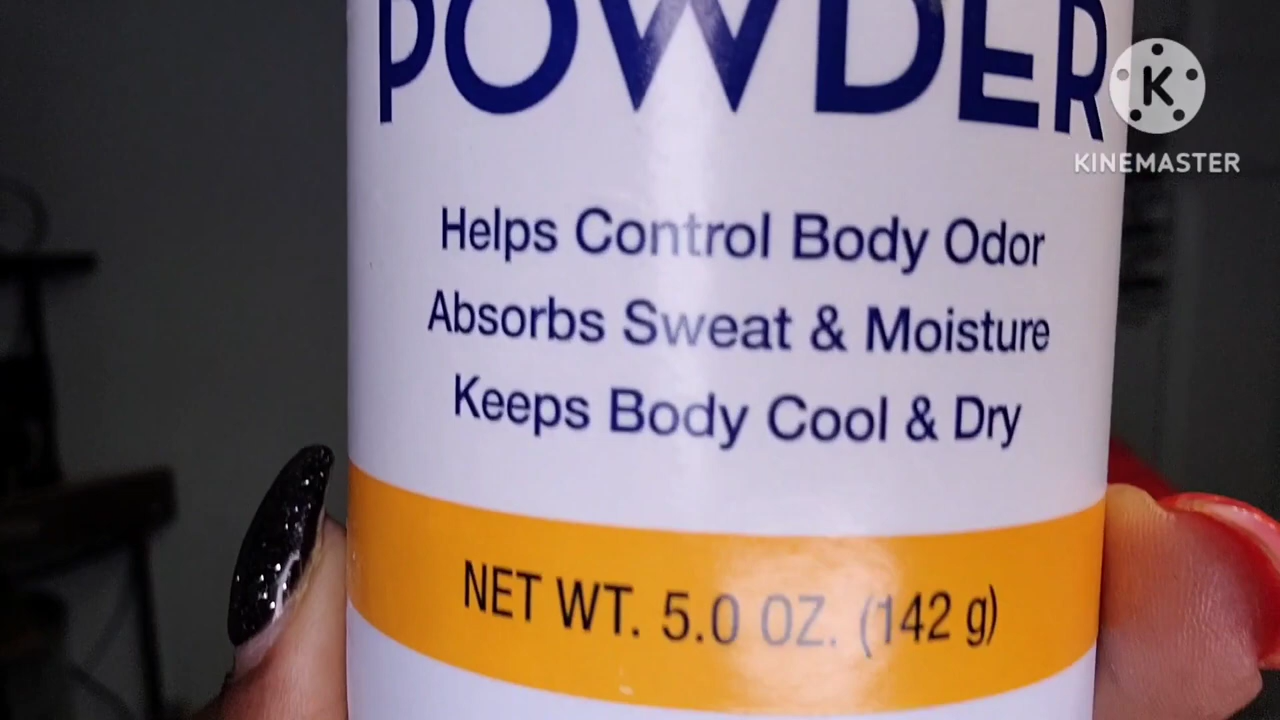 POWDER
K
KINEMASTER
Helps Control Body Odor
Absorbs Sweat & Moisture
Keeps Body Cool & Dry
NET WT. 5.0 OZ. (142 g)